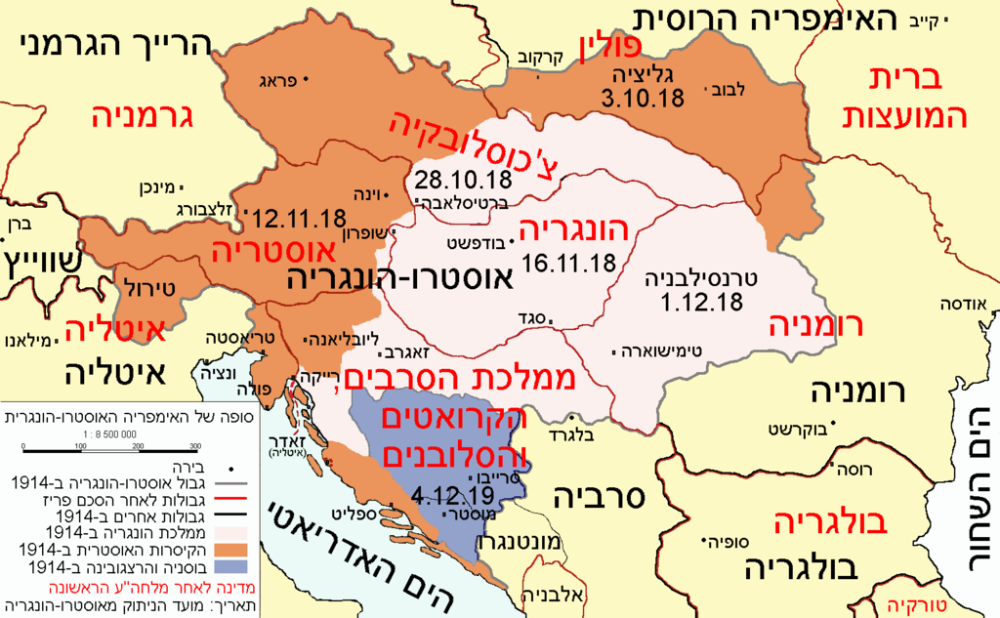 האימפריה הרוסית
קייב
הרייך הגרמני
פולין
קרקוב
גליציה
3.10.18
לבוב
ברית
המועצות
פראג
גרמניה
צ'כוסלובקיה
28.10.18
ברטיסלאבה
מינכן
זלצבורג
וינה
12.11.18
שופרון
אוסטריה
ברן
שווייץ
הונגריה
בודפשט
16.11.18
אוסטרו-הונגריה
טרנסילבניה
1.12.18
טירול
אודסה
סגד
רומניה
איטליה
מילאנו
טריאסטה
ליובליאנה
זאגרב
טימישוארה
איטליה
ונציה
רייקה
פולה
ממלכת הסרבים,
הקרואטים
והסלובנים
רומניה
בלגרד
בוקרשט
הים השחור
זאדר
(איטליה)
סרייבו
4.12.19
מוסטר
ספליט
סרביה
רוסה
בולגריה
סופיה
בולגריה
מונטנגרו
הים האדריאטי
אלבניה
טורקיה
סופה של האימפריה האוסטרו-הונגרית
1 : 8 500 000
0 100 200 300
בירה
גבול אוסטרו-הונגריה ב-1914
גבולות לאחר הסכם פריז
גבולות אחרים ב-1914
ממלכת הונגריה ב-1914
הקיסרות האוסטרית ב-1914
בוסניה והרצגובינה ב-1914
מדינה לאחר מלחה"ע הראשונה
תאריך: מועד הניתוק מאוסטרו-הונגריה